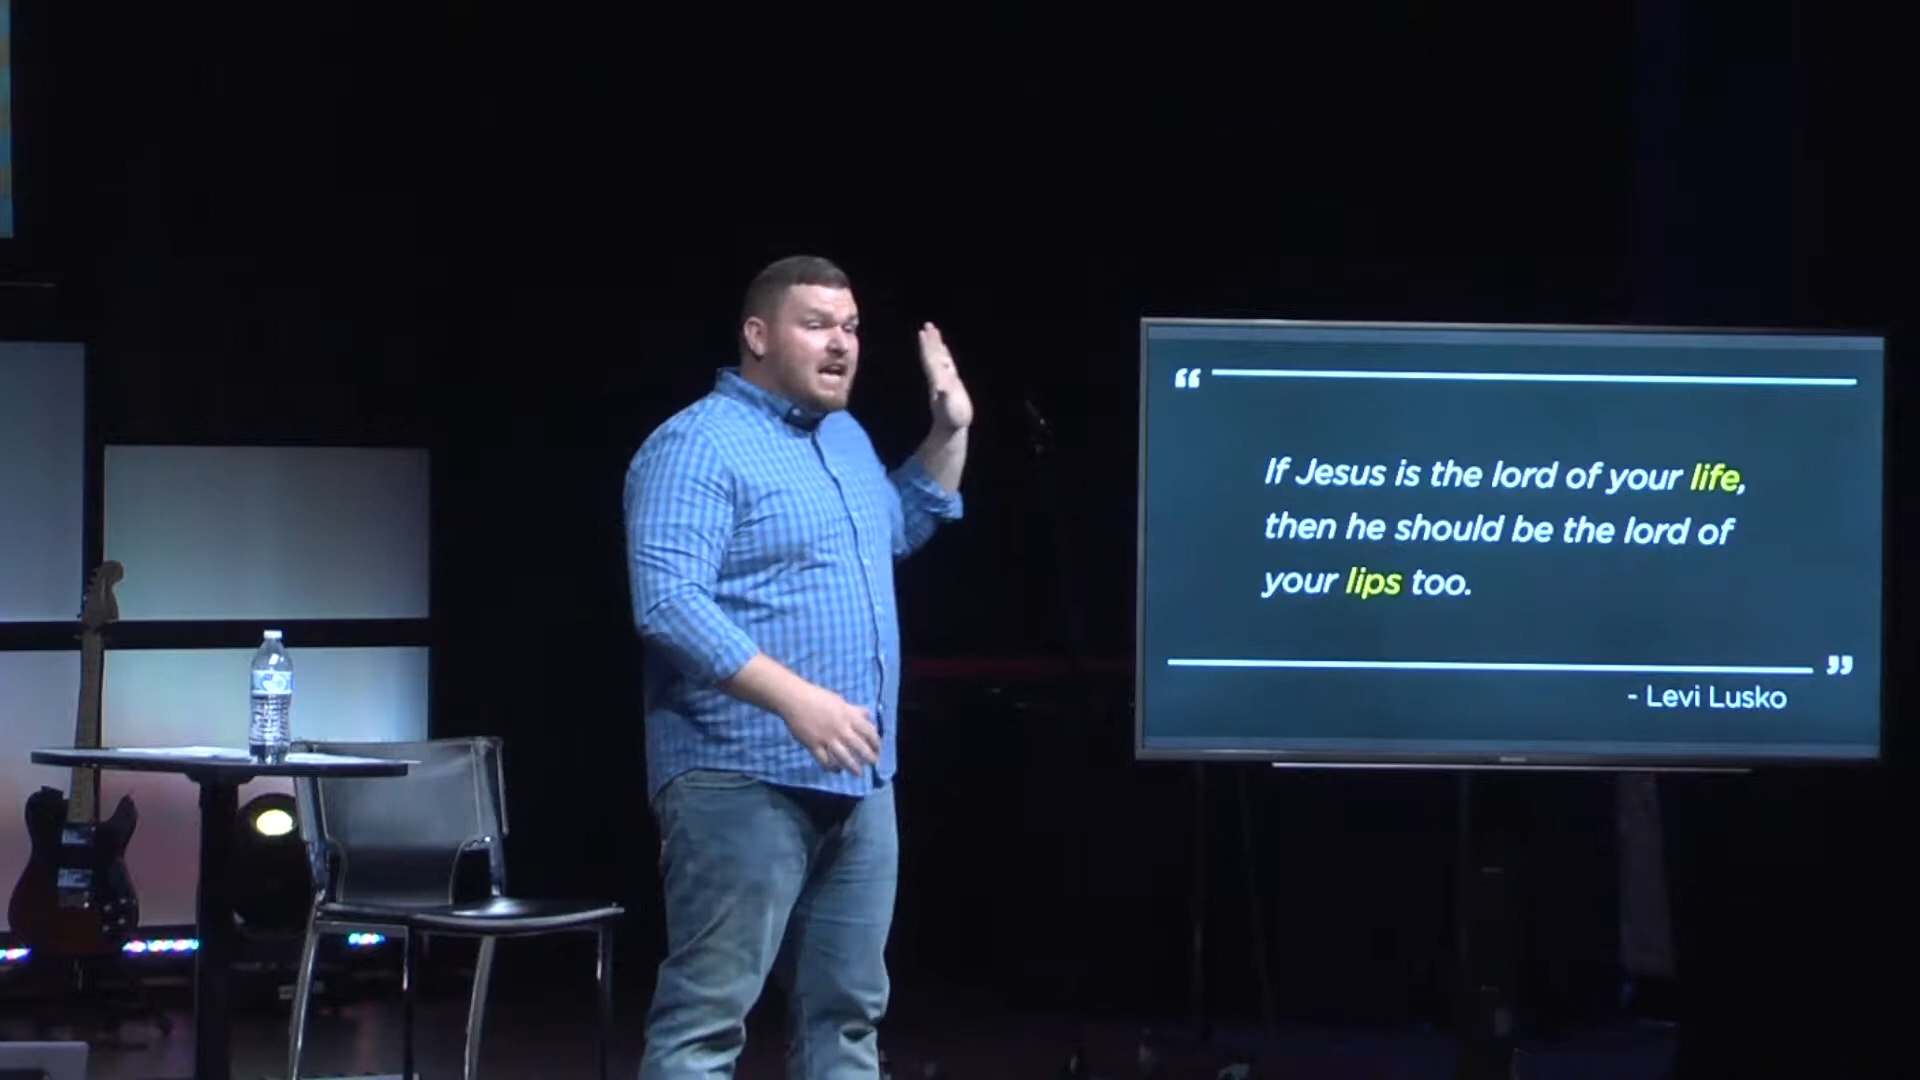 “
If Jesus is the lord of your life,
then he should be the lord of
your lips too.
”
- Levi Lusko